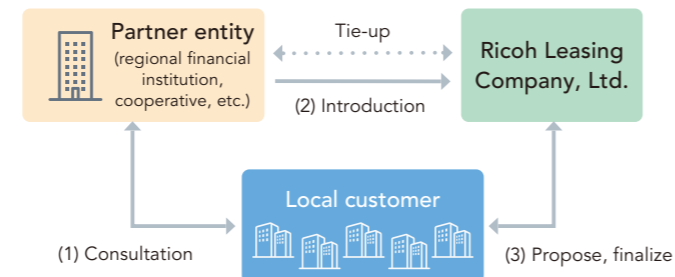 Partner entity
(regional financial
institution,
cooperative, etc.)
Tie-up
(2) Introduction
Ricoh Leasing
Company, Ltd.
Local customer
(1) Consultation
(3) Propose, finalize